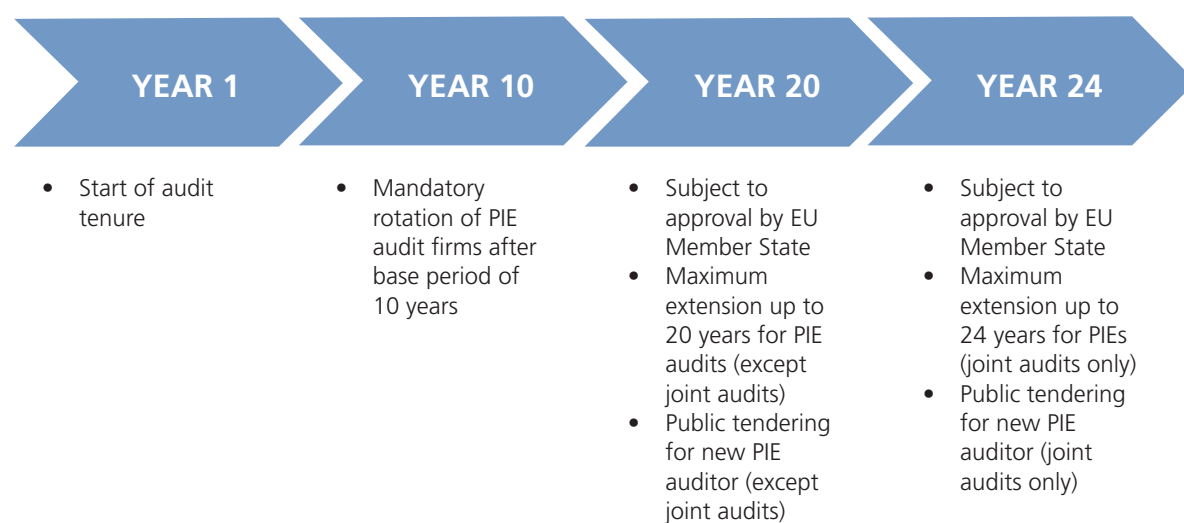 YEAR 1
YEAR 10
YEAR 20
YEAR 24
• Start of audit
tenure
• Mandatory
rotation of PIE
audit firms after
base period of
10 years
• Subject to
approval by EU
Member State
• Maximum
extension up to
20 years for PIE
audits (except
joint audits)
• Public tendering
for new PIE
auditor (except
joint audits)
• Subject to
approval by EU
Member State
• Maximum
extension up to
24 years for PIEs
(joint audits only)
• Public tendering
for new PIE
auditor (joint
audits only)